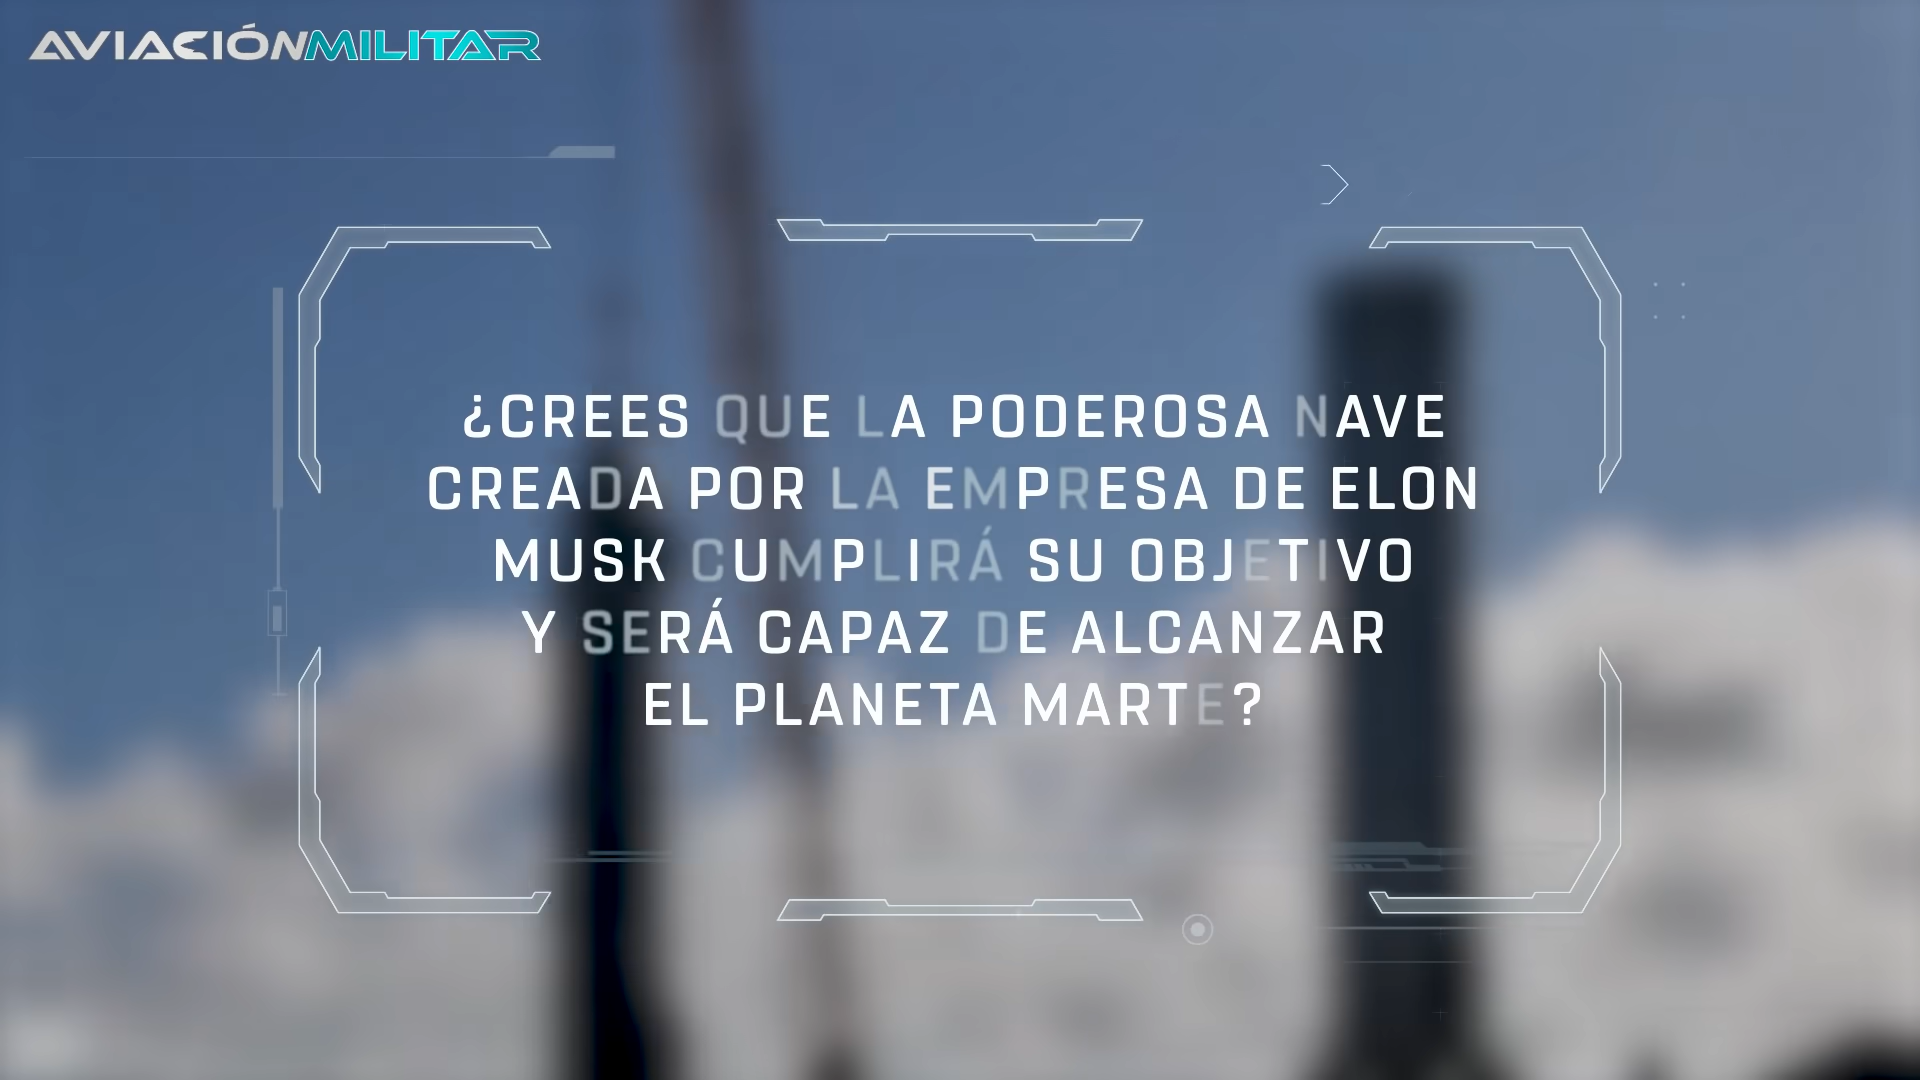 AVIACIÓNMILITAR
¿CREES QUE LA PODEROSA NAVE
CREADA POR LA EMPRESA DE ELON
MUSK CUMPLIRÁ SU OBJETIVO
Y SERÁ CAPAZ DE ALCANZAR
EL PLANETA MARTE?